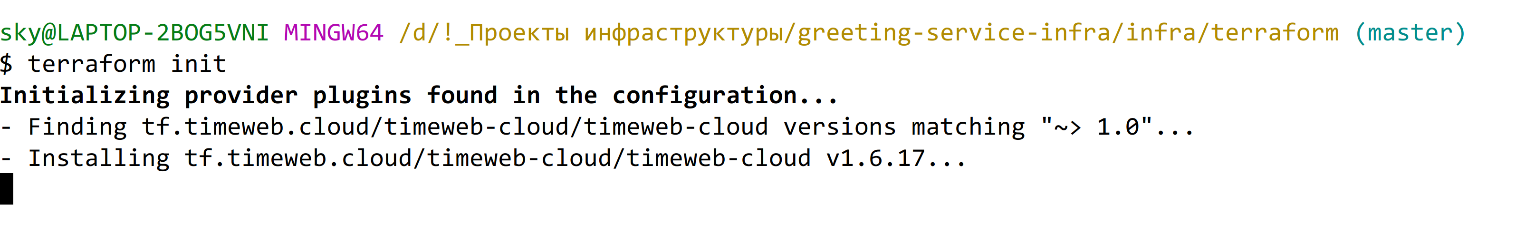 sky@LAPTOP-2BOG5VNI MINGW64 /d/!_Проекты инфраструктуры/greeting-service-infra/infra/terraform (master)
$ terraform init
Initializing provider plugins found in the configuration...
- Finding tf.timeweb.cloud/timeweb-cloud/timeweb-cloud versions matching "~> 1.0"...
- Installing tf.timeweb.cloud/timeweb-cloud/timeweb-cloud v1.6.17...